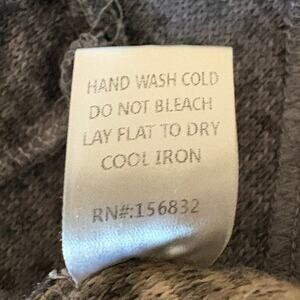 HAND WASH COLD
DO NOT BLEACH
LAY FLAT TO DRY
COOL IRON
RN#:156832